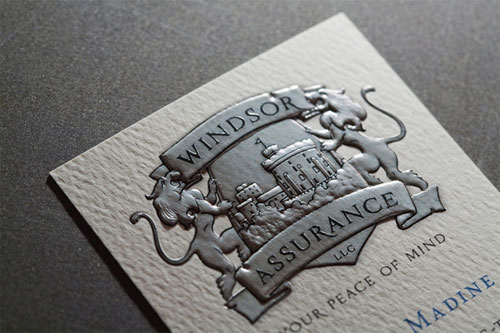 WINDSOR
ASSURANCE
LLC
YOUR PEACE OF MIND
MADINE